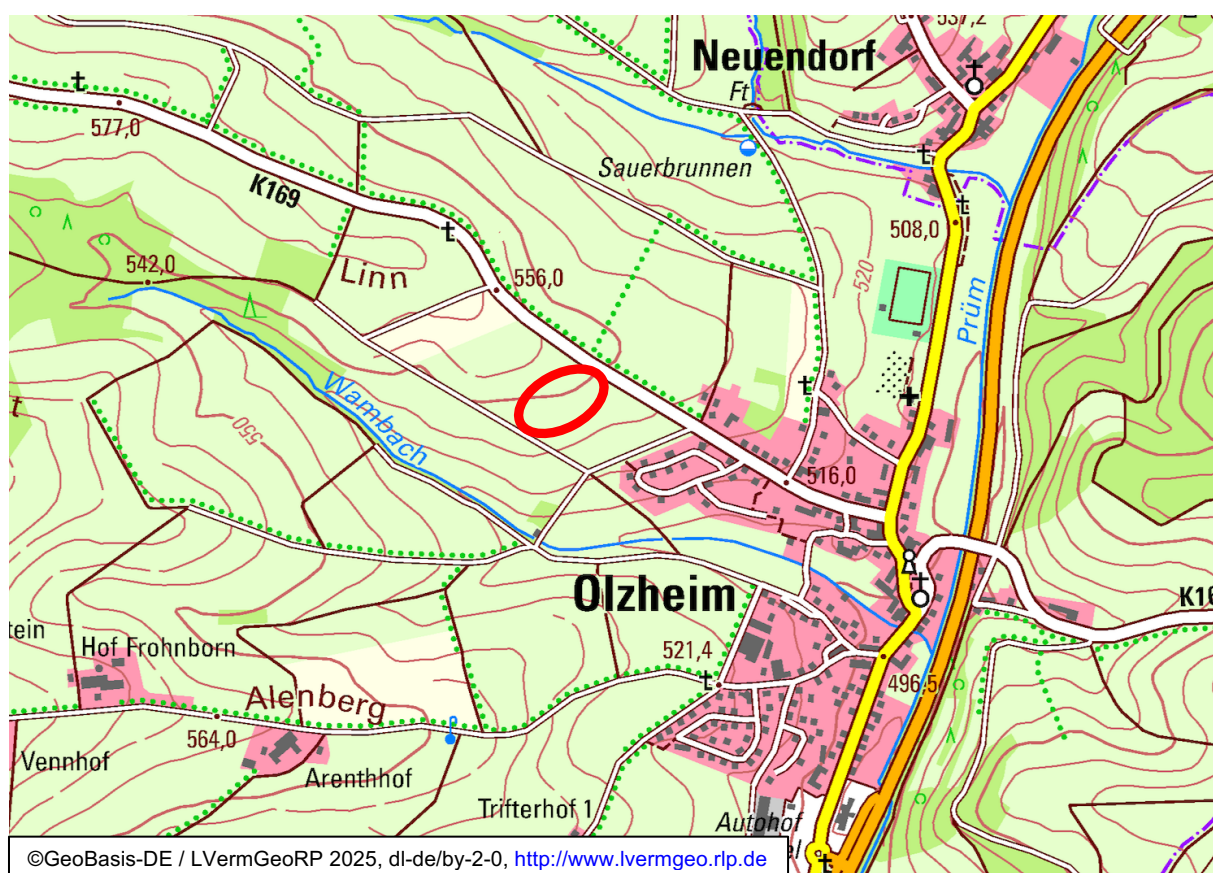 537,2
Neuendorf
Ft
577,0
Sauerbrunnen
K169
508,0
542,0
Linn
556,0
520
Prüm
Wambach
550
516,0
Olzheim
tein
Hof Frohnborn
521,4
496,5
Alenberg
564,0
Vennhof
Arenthhof
Trifterhof 1
Autohof
©GeoBasis-DE / LVermGeoRP 2025, dl-de/by-2-0, http://www.lvermgeo.rlp.de